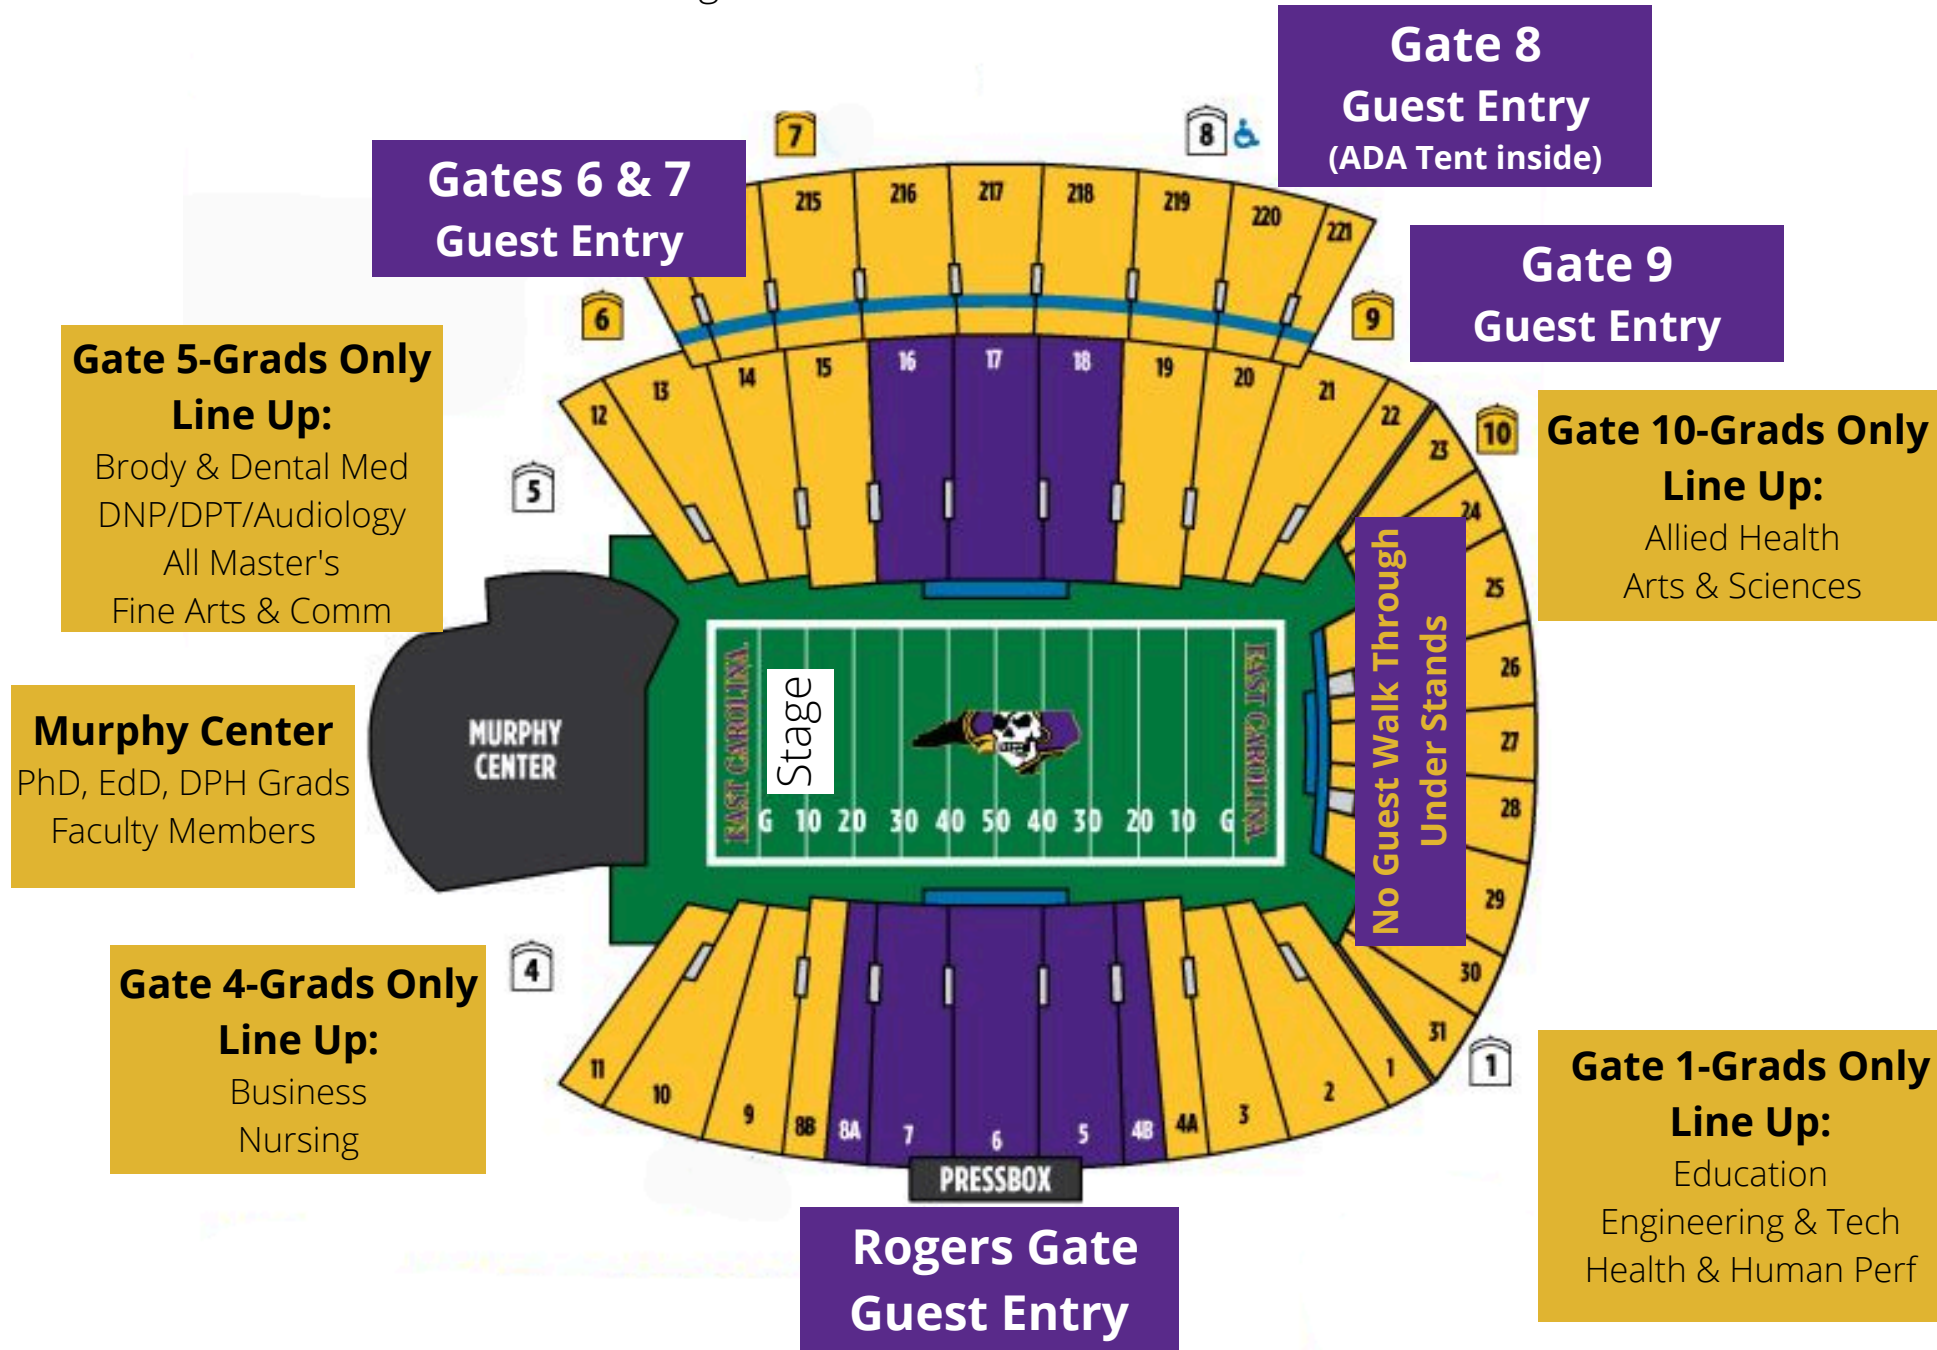 Gate 8
Guest Entry
(ADA Tent inside)
7
8
Gates 6 & 7
Guest Entry
215
216
217
218
219
220
221
Gate 9
Guest Entry
6
9
Gate 5-Grads Only
Line Up:
Brody & Dental Med
DNP/DPT/Audiology
All Master's
Fine Arts & Comm
12
13
14
15
16
17
18
19
20
21
22
23
24
25
26
27
28
29
30
31
5
10
Gate 10-Grads Only
Line Up:
Allied Health
Arts & Sciences
No Guest Walk Through
Under Stands
Murphy Center
PhD, EdD, DPH Grads
Faculty Members
MURPHY
CENTER
EAST CAROLINA
Stage
EAST CAROLINA
G 10 20 30 40 50 40 30 20 10 G
Gate 4-Grads Only
Line Up:
Business
Nursing
4
11
10
9
8B
8A
7
6
5
4B
4A
3
2
1
1
PRESSBOX
Gate 1-Grads Only
Line Up:
Education
Engineering & Tech
Health & Human Perf
Rogers Gate
Guest Entry